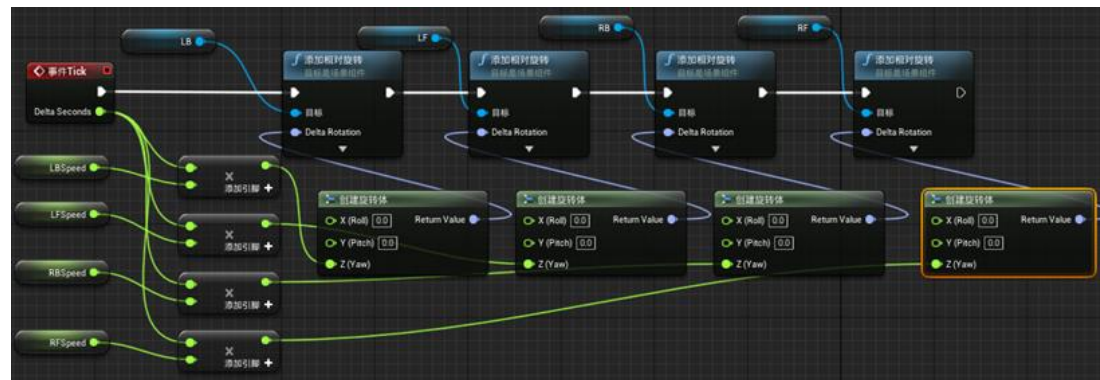 LB
LF
RB
RF
事件Tick
Delta Seconds
添加相对旋转
目标是场景组件
目标
Delta Rotation
添加相对旋转
目标是场景组件
目标
Delta Rotation
添加相对旋转
目标是场景组件
目标
Delta Rotation
添加相对旋转
目标是场景组件
目标
Delta Rotation
LBSpeed
LFSpeed
RBSpeed
RFSpeed
×
添加引脚 +
×
添加引脚 +
×
添加引脚 +
×
添加引脚 +
创建旋转体
X (Roll) 0.0 Return Value
Y (Pitch) 0.0
Z (Yaw)
创建旋转体
X (Roll) 0.0 Return Value
Y (Pitch) 0.0
Z (Yaw)
创建旋转体
X (Roll) 0.0 Return Value
Y (Pitch) 0.0
Z (Yaw)
创建旋转体
X (Roll) 0.0 Return Value
Y (Pitch) 0.0
Z (Yaw)